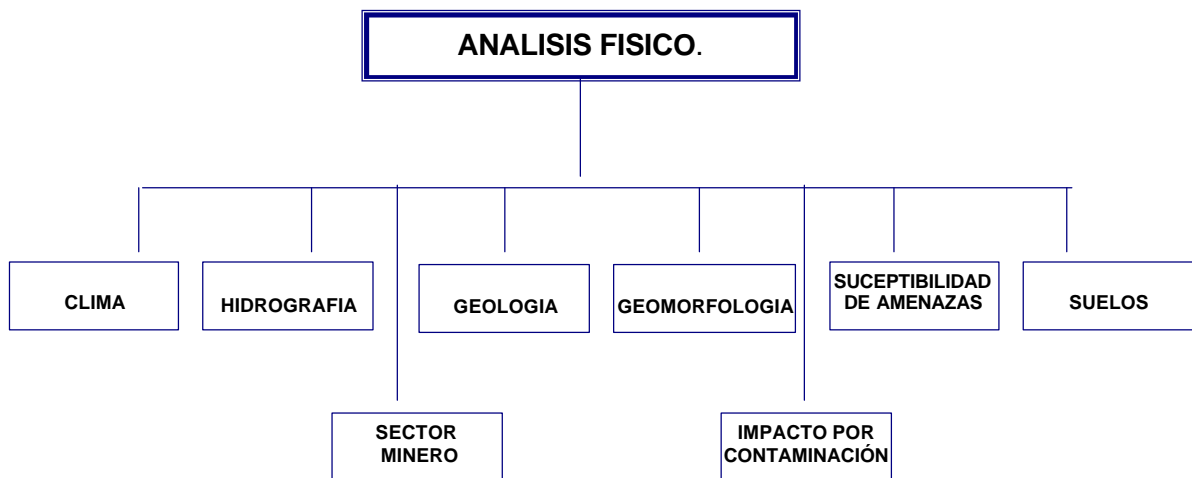 ANALISIS FISICO.
CLIMA
HIDROGRAFIA
GEOLOGIA
GEOMORFOLOGIA
SUCEPTIBILIDAD
DE AMENAZAS
SUELOS
SECTOR
MINERO
IMPACTO POR
CONTAMINACIÓN